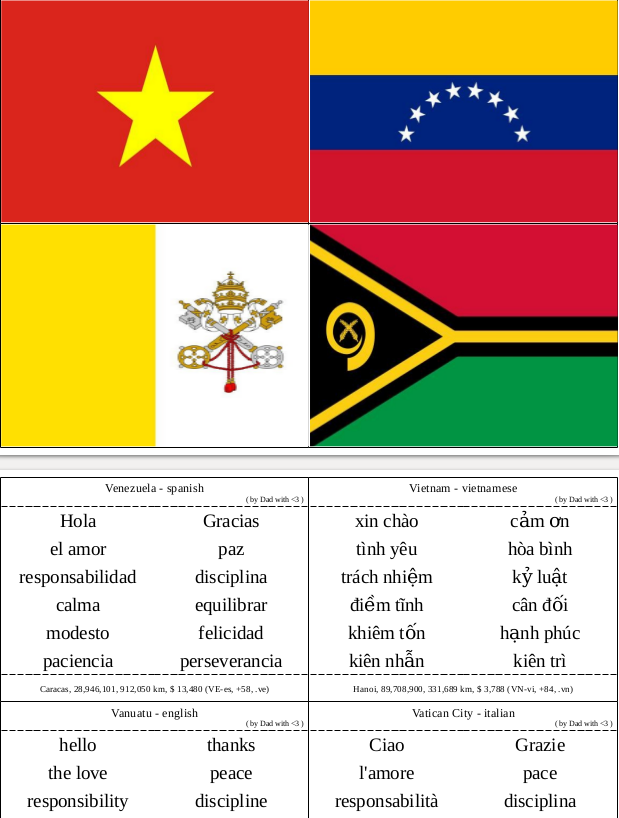 Venezuela - spanish
( by Dad with <3 )
Hola Gracias
el amor paz
responsabilidad disciplina
calma equilibrar
modesto felicidad
paciencia perseverancia
Caracas, 28,946,101, 912,050 km, $ 13,480 (VE-es, +58, .ve)
Vietnam - vietnamese
( by Dad with <3 )
xin chào cảm ơn
tình yêu hòa bình
trách nhiệm kỷ luật
điềm tĩnh cân đối
khiêm tốn hạnh phúc
kiên nhẫn kiên trì
Hanoi, 89,708,900, 331,689 km, $ 3,788 (VN-vi, +84, .vn)
Vanuatu - english
( by Dad with <3 )
hello thanks
the love peace
responsibility discipline
Vatican City - italian
( by Dad with <3 )
Ciao Grazie
l'amore pace
responsabilità disciplina